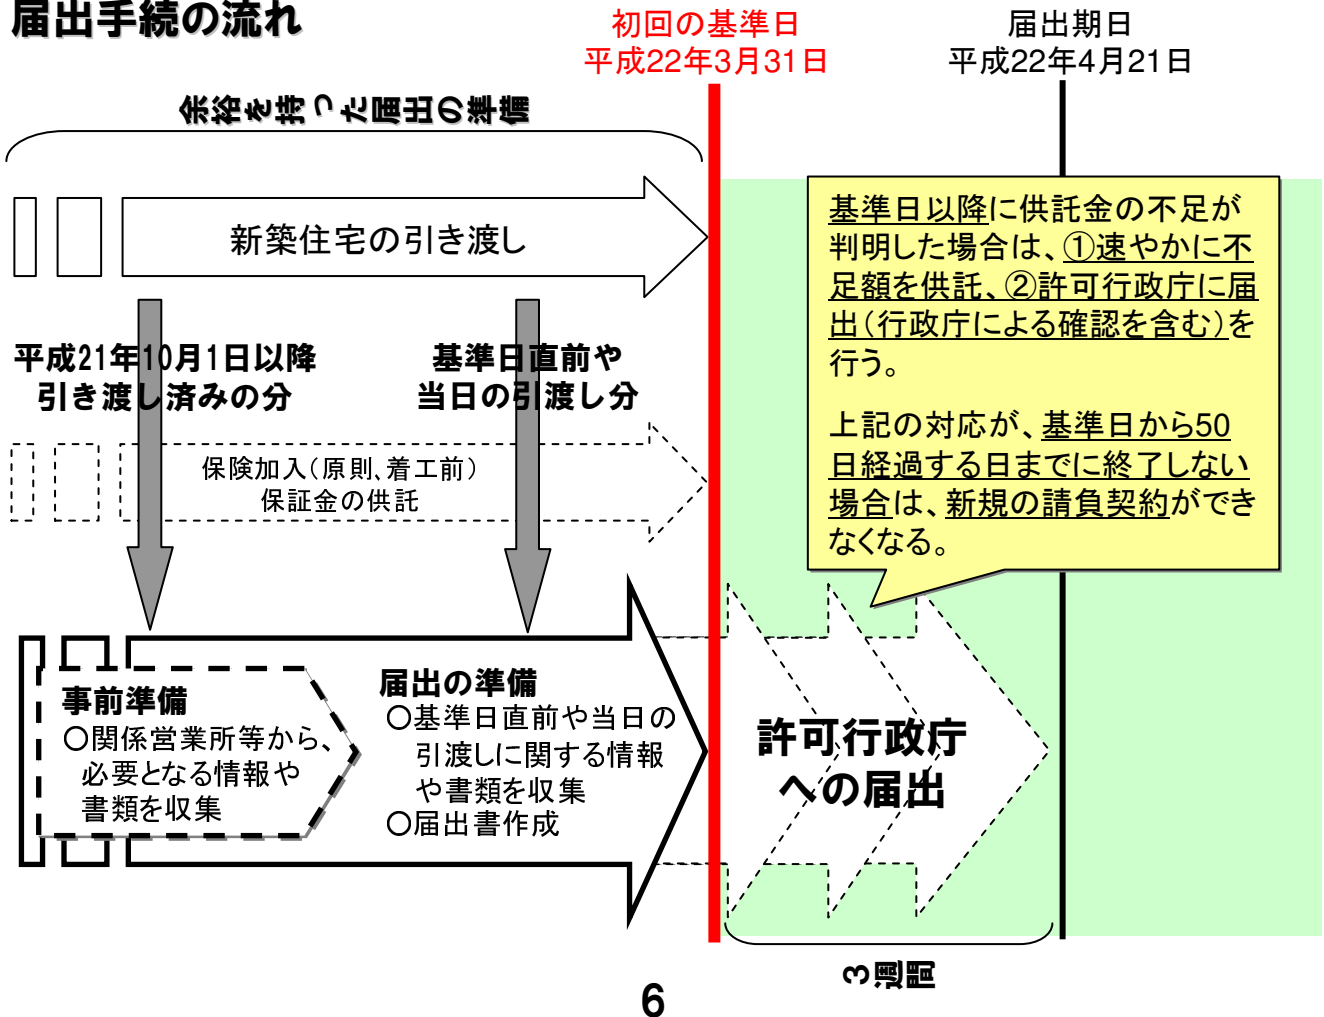 届出手続の流れ
初回の基準日
平成22年3月31日
届出期日
平成22年4月21日
余裕を持った届出の準備
新築住宅の引き渡し
基準日以降に供託金の不足が
判明した場合は、①速やかに不
足額を供託、②許可行政庁に届
出(行政庁による確認を含む)を
行う。
上記の対応が、基準日から50
日経過する日までに終了しない
場合は、新規の請負契約ができ
なくなる。
平成21年10月1日以降
引き渡し済みの分
基準日直前や
当日の引渡し分
保険加入(原則、着工前)
保証金の供託
事前準備
○関係営業所等から、
必要となる情報や
書類を収集
届出の準備
○基準日直前や当日の
引渡しに関する情報
や書類を収集
○届出書作成
許可行政庁
への届出
3週間
6